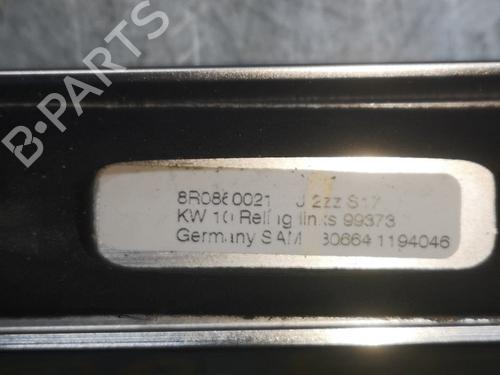 B-PARTS
8R0860021 J 2zz S17
KW 10 Reling links 99373
Germany SAM 30664 1194046